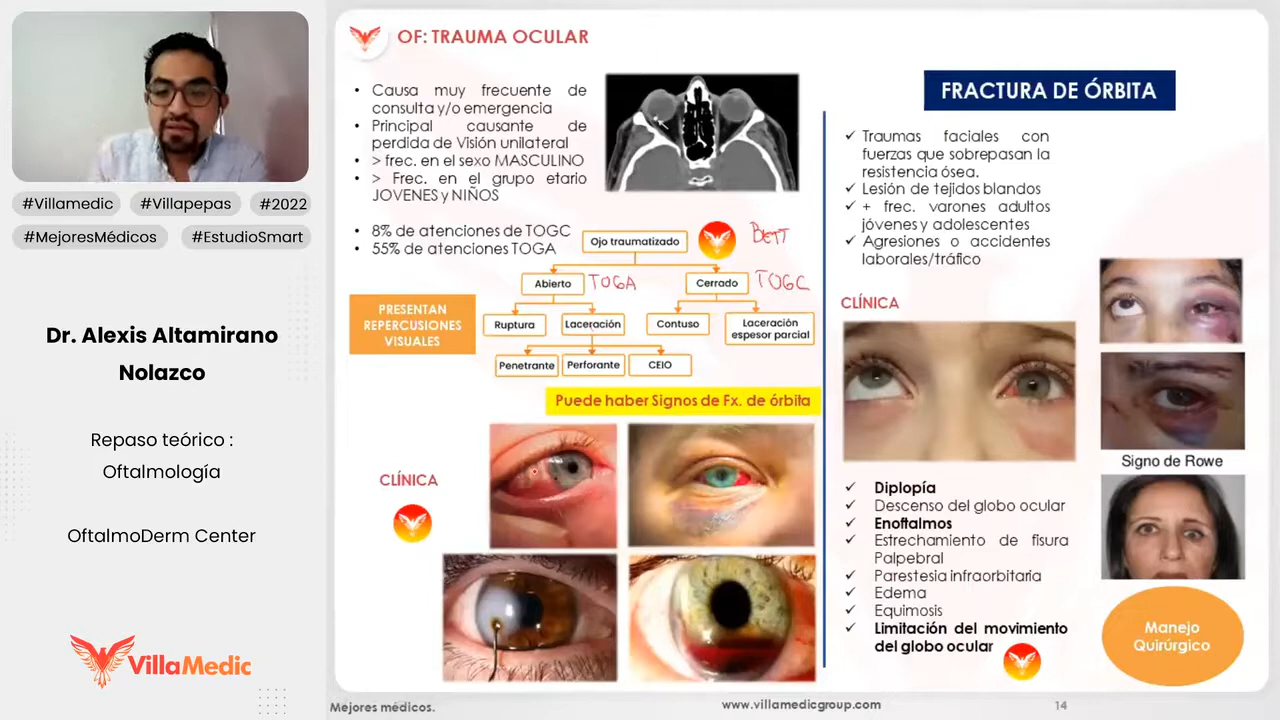 #Villamedic
#Villapepas
#2022
#MejoresMédicos
#EstudioSmart
Dr. Alexis Altamirano
Nolazco
Repaso teórico :
Oftalmología
OftalmoDerm Center
VillaMedic
OF: TRAUMA OCULAR
• Causa muy frecuente de
consulta y/o emergencia
• Principal causante de
perdida de Visión unilateral
• > frec. en el sexo MASCULINO
• > Frec. en el grupo etario
JOVENES y NIÑOS
• 8% de atenciones de TOGC
• 55% de atenciones TOGA
Ojo traumatizado
BETT
Abierto
TOGA
Cerrado
TOGC
PRESENTAN
REPERCUSIONES
VISUALES
Ruptura
Laceración
Contuso
Laceración
espesor parcial
Penetrante
Perforante
CEIO
Puede haber Signos de Fx. de órbita
CLÍNICA
FRACTURA DE ÓRBITA
✓ Traumas faciales con
fuerzas que sobrepasan la
resistencia ósea.
✓ Lesión de tejidos blandos
✓ + frec. varones adultos
jóvenes y adolescentes
✓ Agresiones o accidentes
laborales/tráfico
CLÍNICA
Signo de Rowe
✓ Diplopía
✓ Descenso del globo ocular
✓ Enoftalmos
✓ Estrechamiento de fisura
Palpebral
✓ Parestesia infraorbitaria
✓ Edema
✓ Equimosis
✓ Limitación del movimiento
del globo ocular
Manejo
Quirúrgico
Mejores médicos.
www.villamedicgroup.com
14